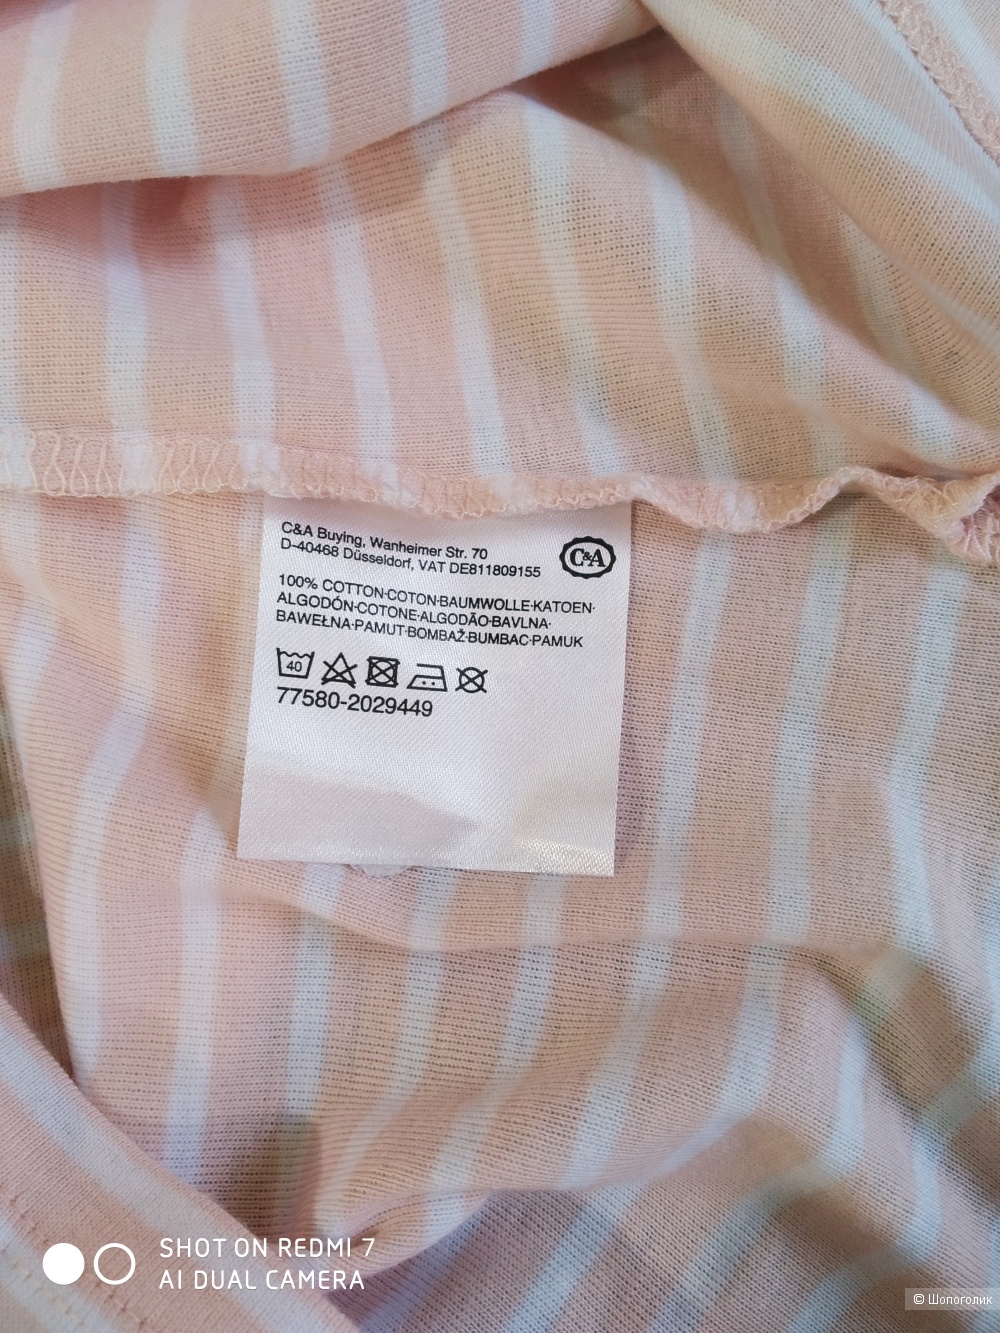 C&A Buying, Wanheimer Str. 70
D-40468 Düsseldorf, VAT DE811809155
C&A
100% COTTON·COTON·BAUMWOLLE·KATOEN·
ALGODÓN·COTONE·ALGODÃO·BAVLNA·
BAWEŁNA·PAMUT·BOMBAŽ·BUMBAC·PAMUK
40
77580-2029449
SHOT ON REDMI 7
AI DUAL CAMERA
© Шопоголик